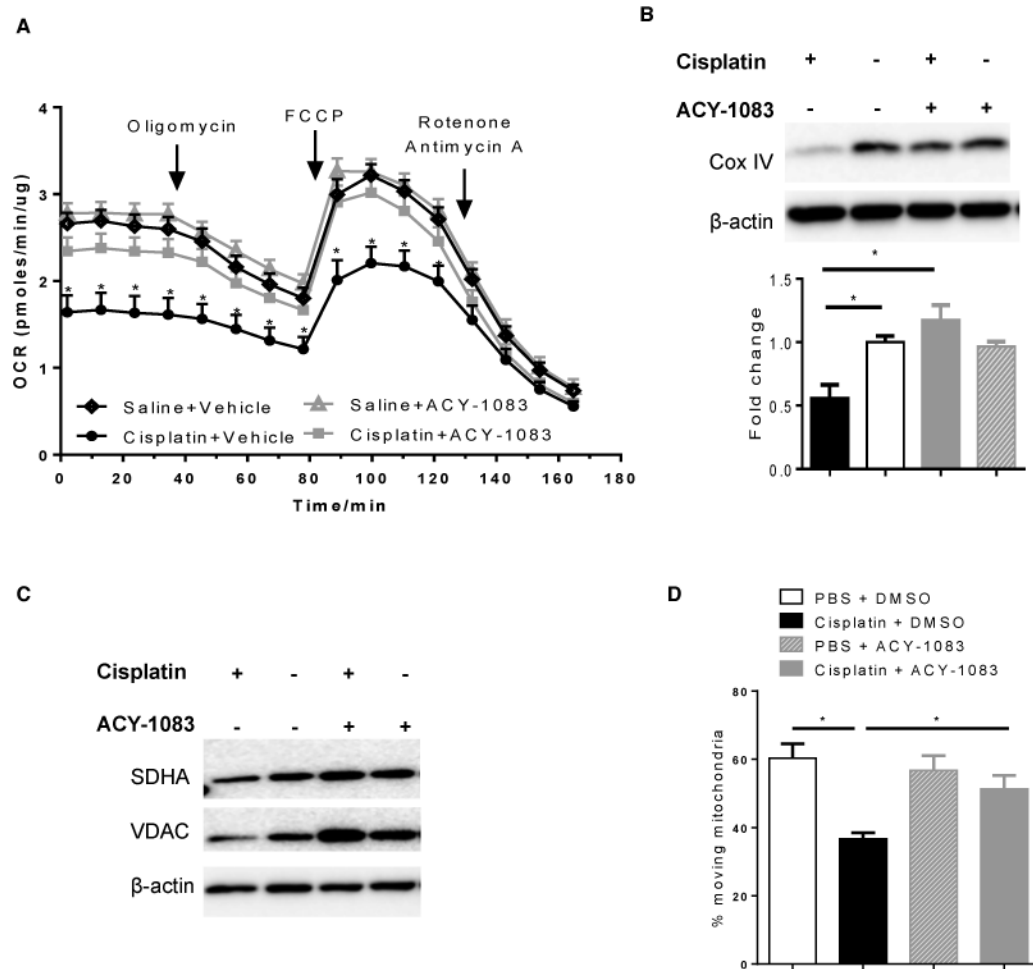 A
4
3
2
1
0
OCR (pmoles/min/ug)
Oligomycin
FCCP
Rotenone
Antimycin A
* * * * * * * * * * * *
Saline+Vehicle
Saline+ACY-1083
Cisplatin+Vehicle
Cisplatin+ACY-1083
0 20 40 60 80 100 120 140 160 180
Time/min
B
Cisplatin + - + -
ACY-1083 - - + +
Cox IV
β-actin
*
*
1.5
1.0
0.5
0.0
Fold change
C
Cisplatin + - + -
ACY-1083 - - + +
SDHA
VDAC
β-actin
D
PBS + DMSO
Cisplatin + DMSO
PBS + ACY-1083
Cisplatin + ACY-1083
80
60
40
20
0
% moving mitochondria
* *